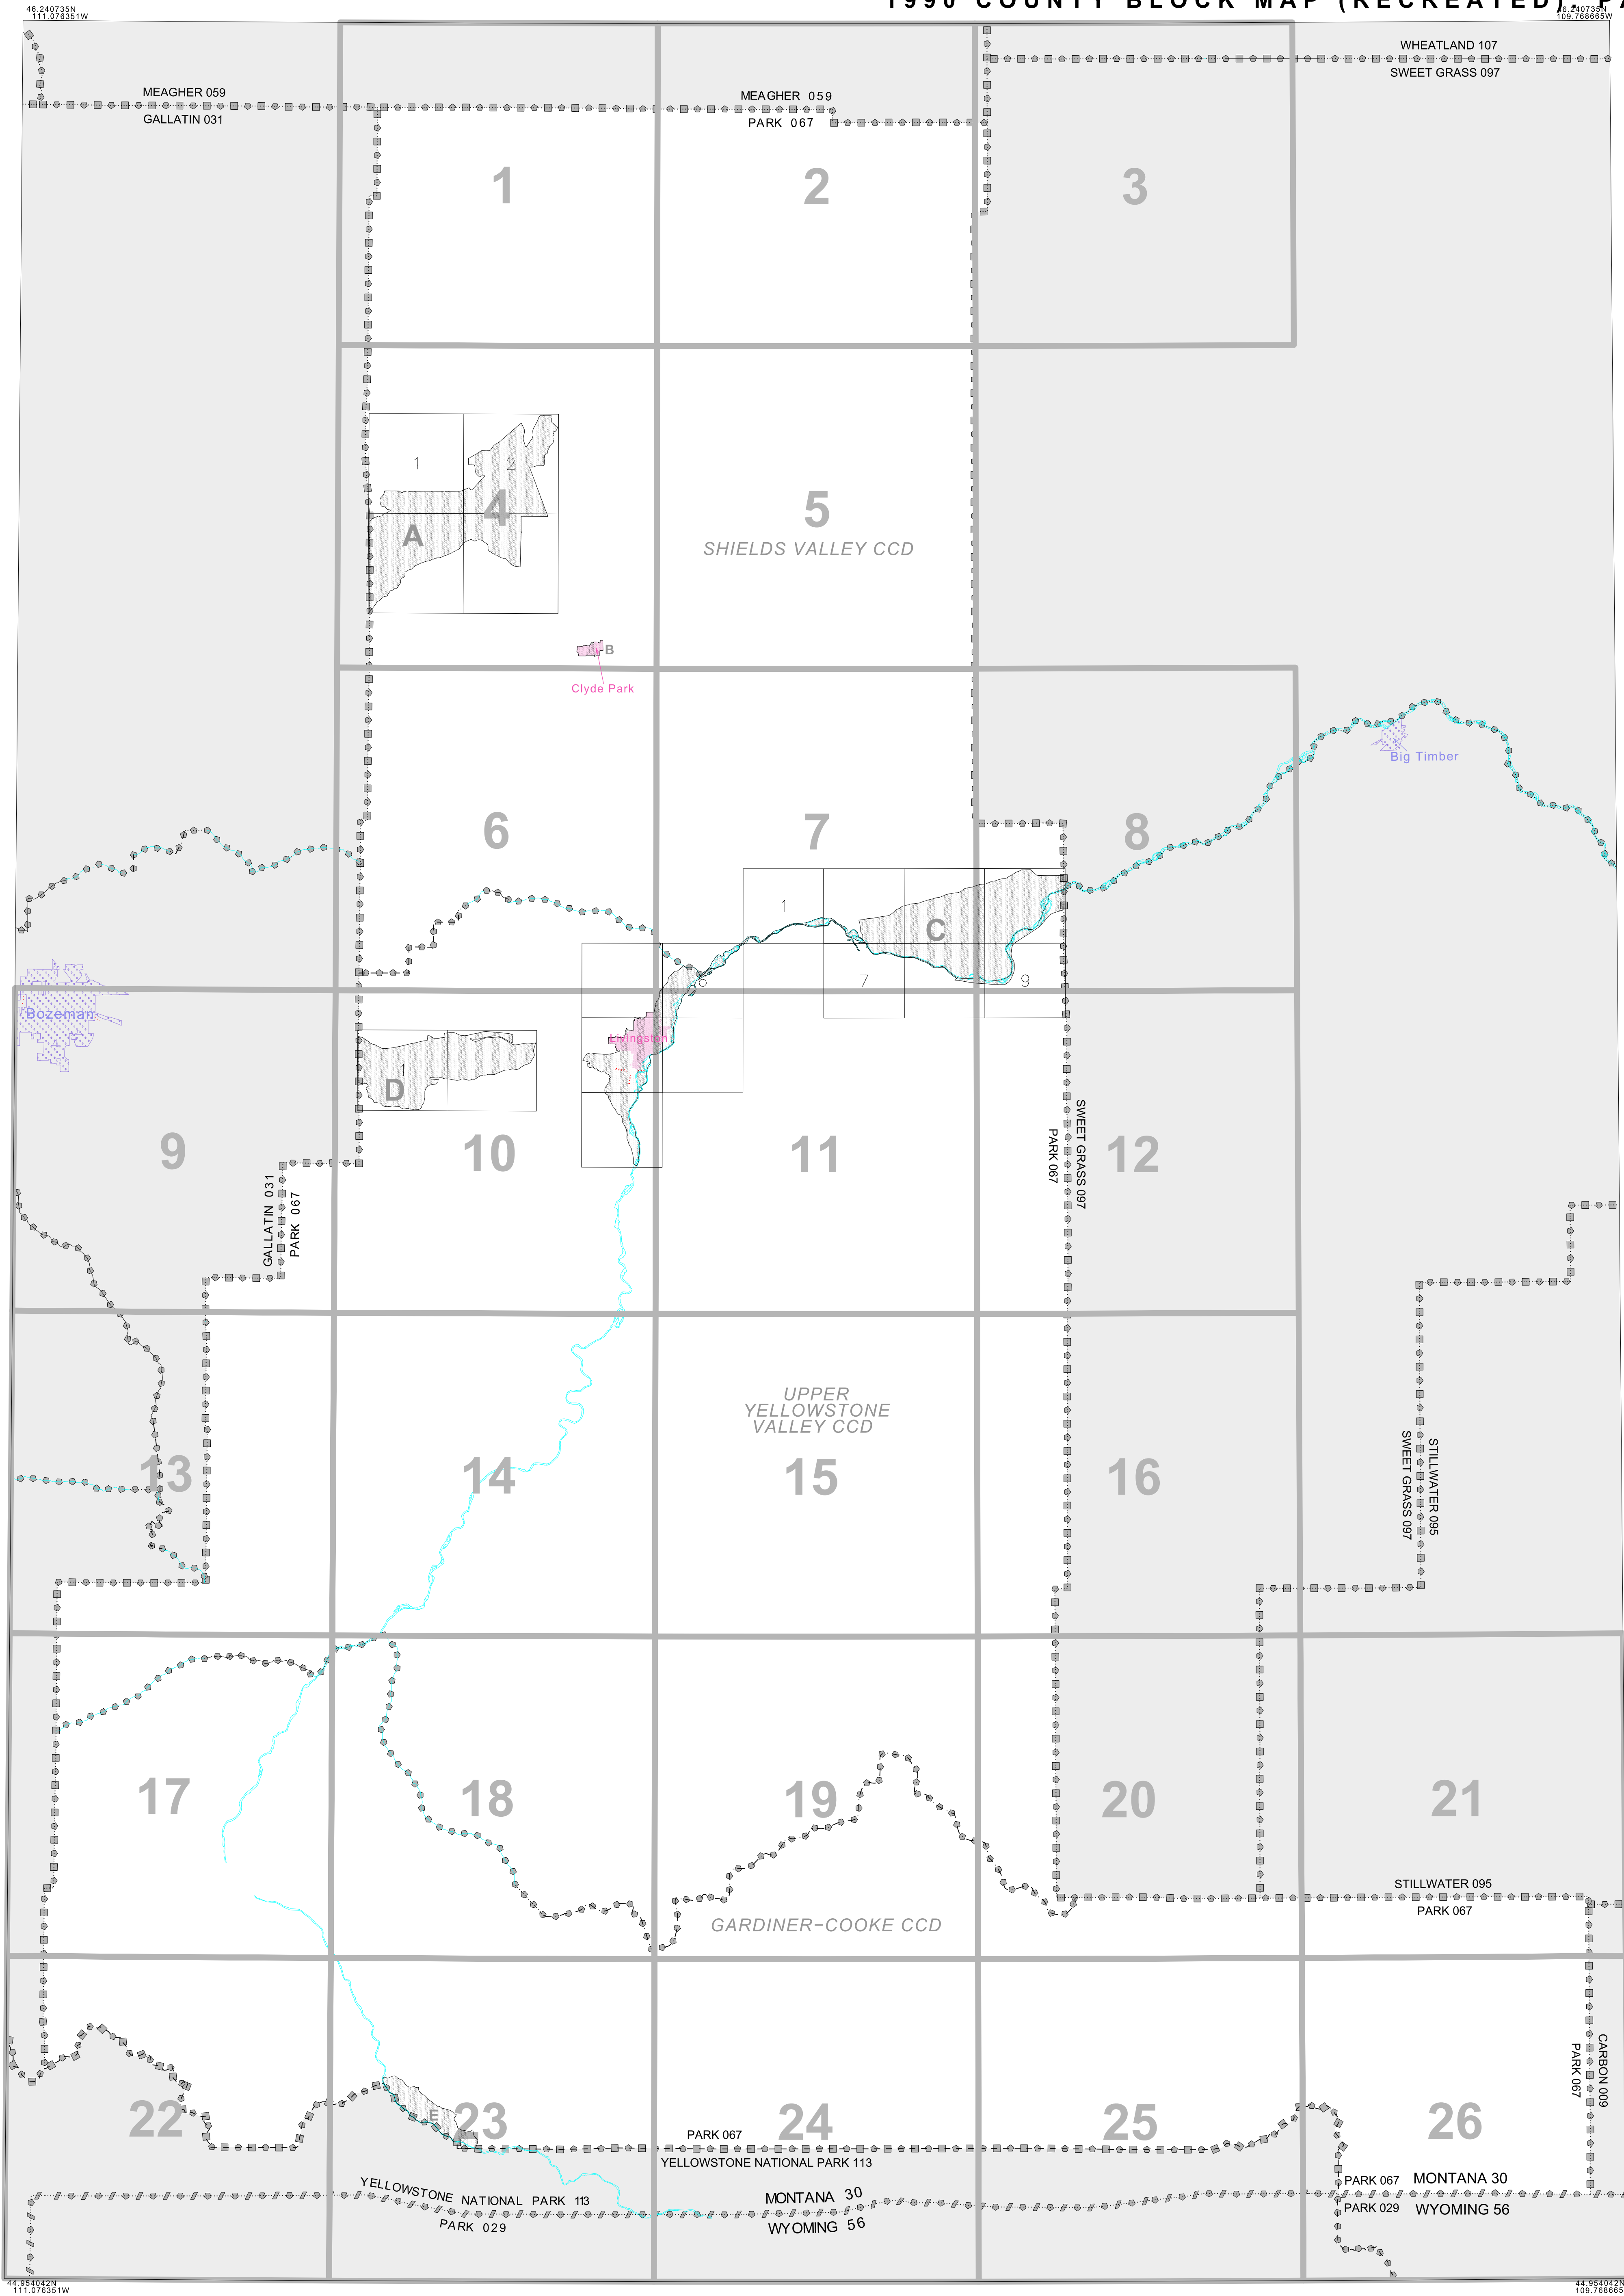 1990 COUNTY BLOCK MAP (RECREATED), PA
46.240735N
111.076351W
46.240735N
109.768665W
WHEATLAND 107
SWEET GRASS 097
MEAGHER 059
GALLATIN 031
MEAGHER 059
PARK 067
1
2
3
1
2
4
A
5
SHIELDS VALLEY CCD
B
Clyde Park
Big Timber
6
7
8
1
C
6
7
9
Bozeman
Livingston
1
D
9
10
11
12
SWEET GRASS 097
PARK 067
GALLATIN 031
PARK 067
UPPER
YELLOWSTONE
VALLEY CCD
13
14
15
16
STILLWATER 095
SWEET GRASS 097
17
18
19
20
21
STILLWATER 095
PARK 067
GARDINER-COOKE CCD
CARBON 009
PARK 067
22
E
23
24
25
26
PARK 067
YELLOWSTONE NATIONAL PARK 113
YELLOWSTONE NATIONAL PARK 113
PARK 029
MONTANA 30
WYOMING 56
PARK 067
MONTANA 30
PARK 029
WYOMING 56
44.954042N
111.076351W
44.954042N
109.768665W